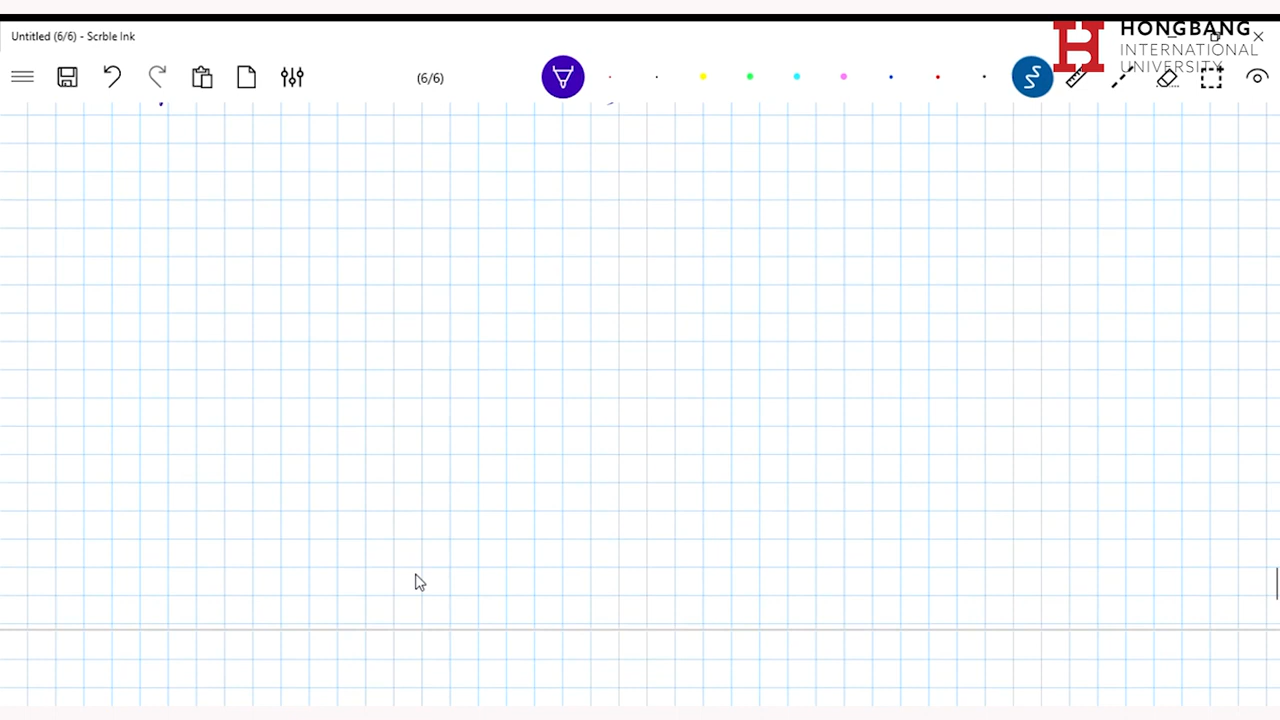 Untitled (6/6) - Scrble Ink
HONGBANG
INTERNATIONAL
UNIVERSITY
(6/6)